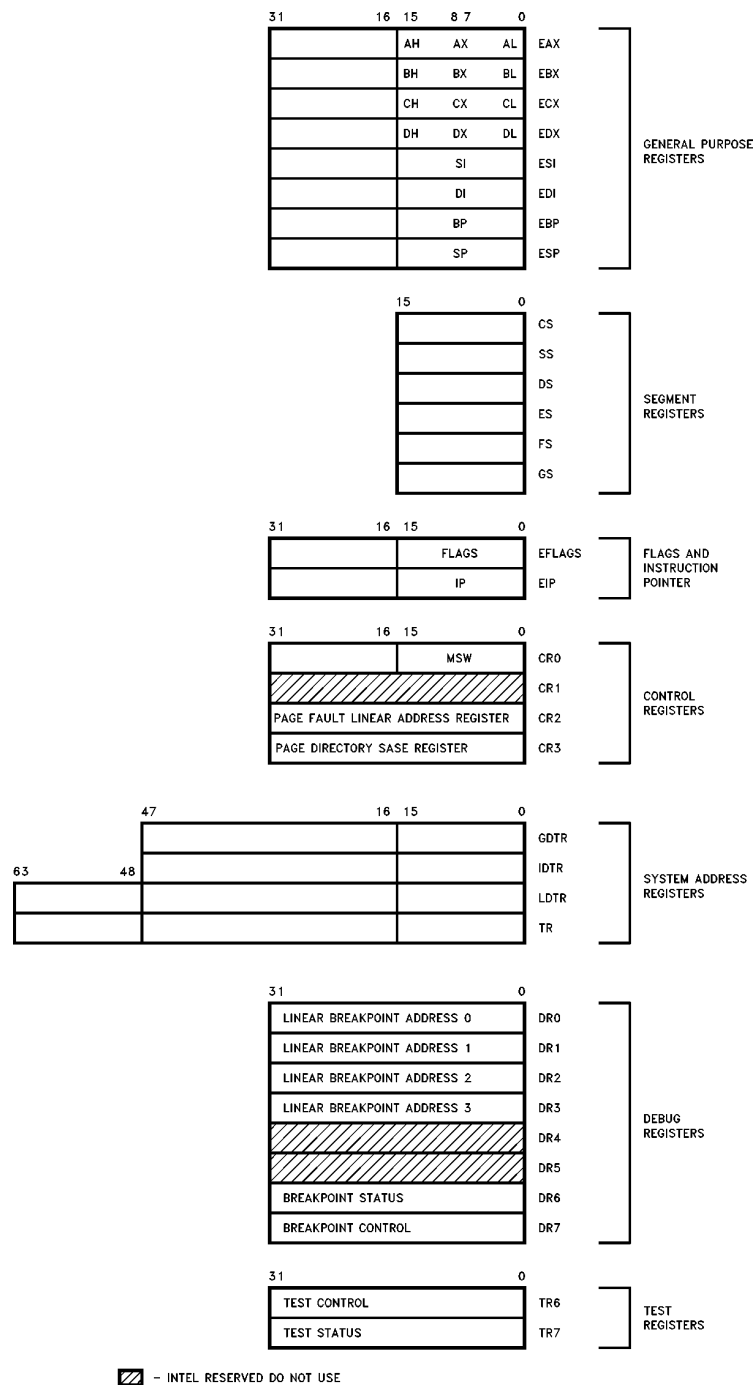 31 16 15 8 7 0
AH AX AL EAX
BH BX BL EBX
CH CX CL ECX
DH DX DL EDX
SI ESI
DI EDI
BP EBP
SP ESP
GENERAL PURPOSE
REGISTERS
15 0
CS
SS
DS
ES
FS
GS
SEGMENT
REGISTERS
31 16 15 0
FLAGS EFLAGS
IP EIP
FLAGS AND
INSTRUCTION
POINTER
31 16 15 0
MSW CR0
CR1
PAGE FAULT LINEAR ADDRESS REGISTER CR2
PAGE DIRECTORY SASE REGISTER CR3
CONTROL
REGISTERS
47 16 15 0
GDTR
IDTR
63 48
LDTR
TR
SYSTEM ADDRESS
REGISTERS
31 0
LINEAR BREAKPOINT ADDRESS 0 DR0
LINEAR BREAKPOINT ADDRESS 1 DR1
LINEAR BREAKPOINT ADDRESS 2 DR2
LINEAR BREAKPOINT ADDRESS 3 DR3
DR4
DR5
BREAKPOINT STATUS DR6
BREAKPOINT CONTROL DR7
DEBUG
REGISTERS
31 0
TEST CONTROL TR6
TEST STATUS TR7
TEST
REGISTERS
– INTEL RESERVED DO NOT USE